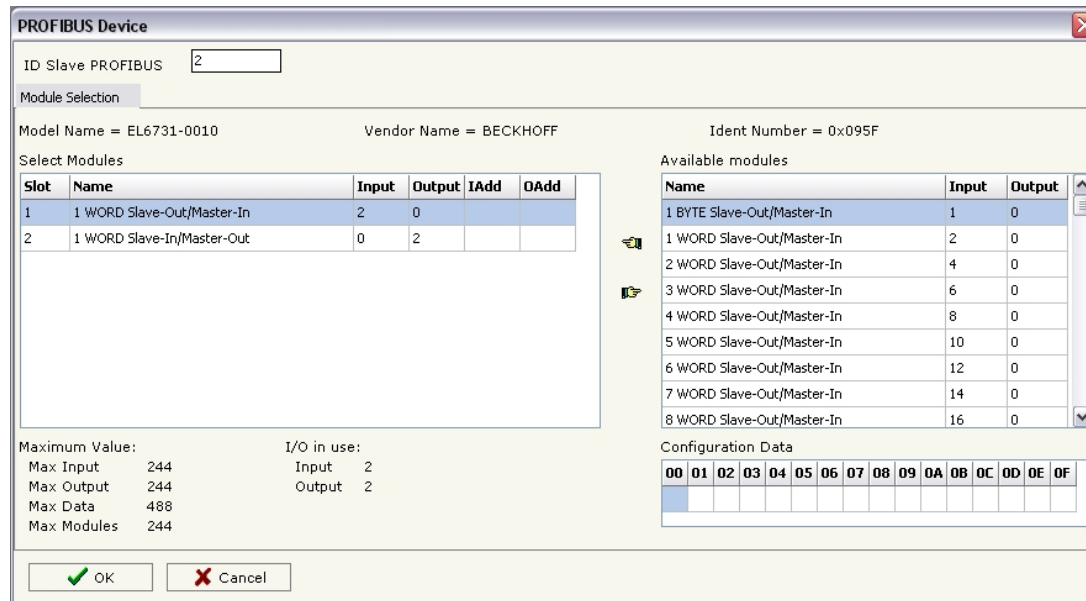 PROFIBUS Device
ID Slave PROFIBUS 2
Module Selection
Model Name = EL6731-0010 Vendor Name = BECKHOFF Ident Number = 0x095F
Select Modules
Slot Name Input Output IAdd OAdd
1 1 WORD Slave-Out/Master-In 2 0
2 1 WORD Slave-In/Master-Out 0 2
Available modules
Name Input Output
1 BYTE Slave-Out/Master-In 1 0
1 WORD Slave-Out/Master-In 2 0
2 WORD Slave-Out/Master-In 4 0
3 WORD Slave-Out/Master-In 6 0
4 WORD Slave-Out/Master-In 8 0
5 WORD Slave-Out/Master-In 10 0
6 WORD Slave-Out/Master-In 12 0
7 WORD Slave-Out/Master-In 14 0
8 WORD Slave-Out/Master-In 16 0
Maximum Value:
Max Input 244
Max Output 244
Max Data 488
Max Modules 244
I/O in use:
Input 2
Output 2
Configuration Data
00 01 02 03 04 05 06 07 08 09 0A 0B 0C 0D 0E 0F
OK Cancel